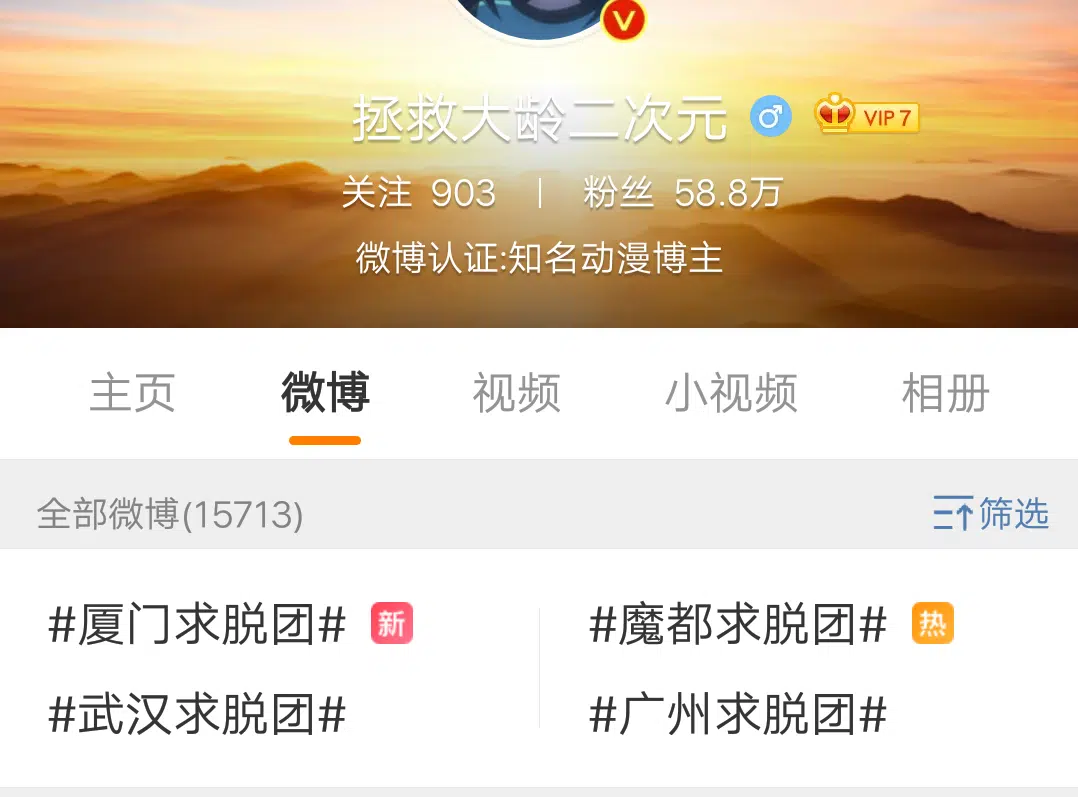 拯救大龄二次元 VIP 7
关注 903 | 粉丝 58.8万
微博认证:知名动漫博主
主页 微博 视频 小视频 相册
全部微博(15713) 筛选
#厦门求脱团# 新 #魔都求脱团# 热
#武汉求脱团# #广州求脱团#